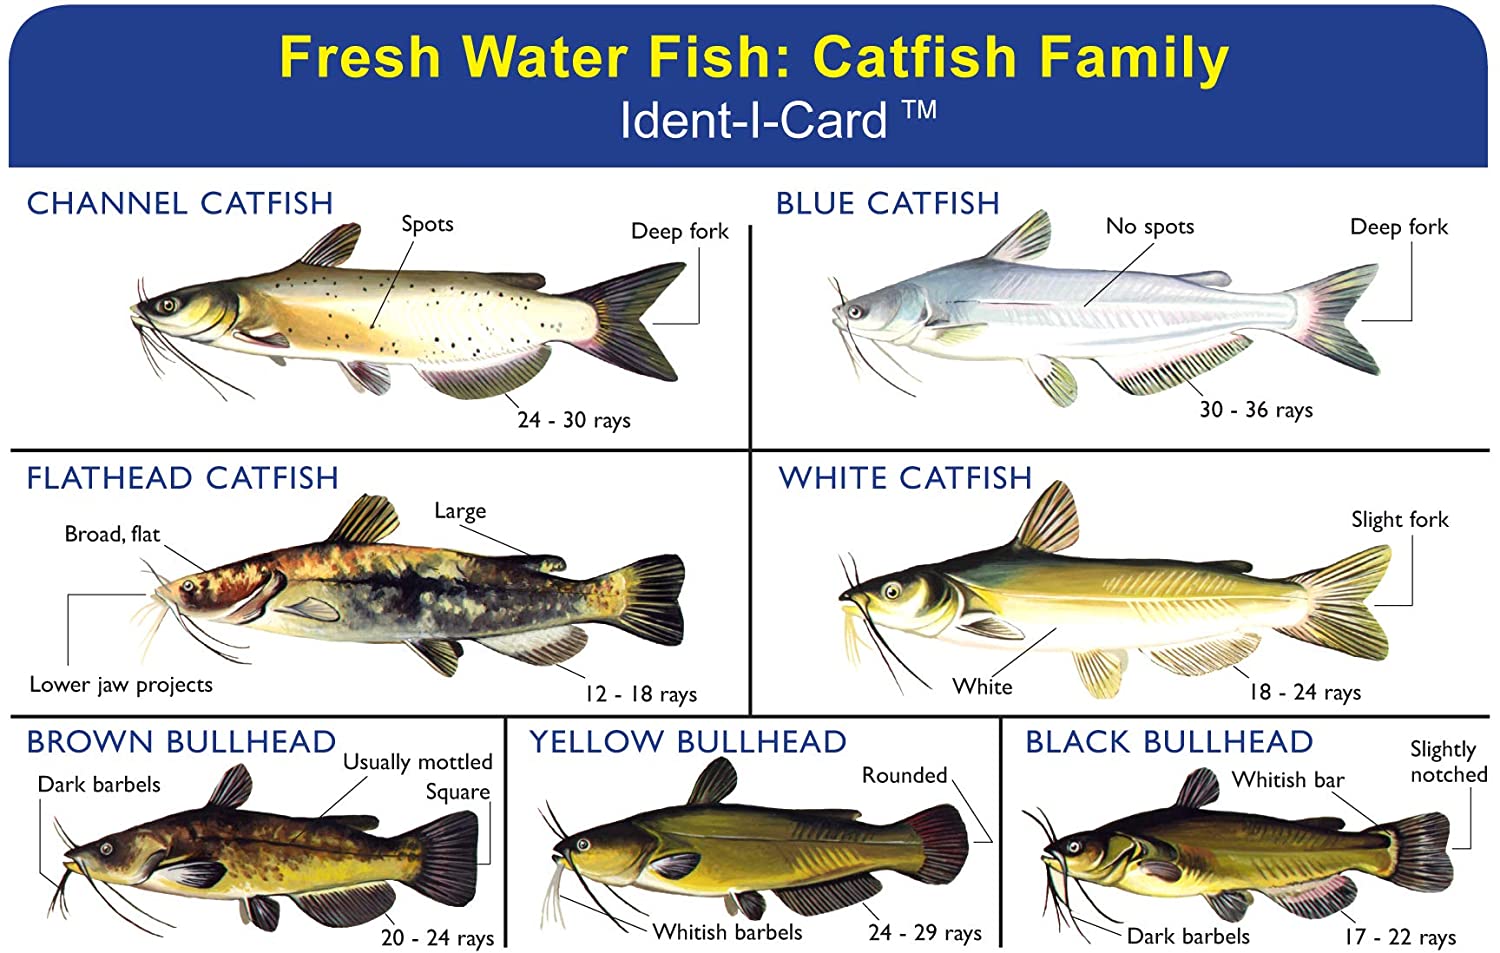 Fresh Water Fish: Catfish Family
Ident-I-Card ™
CHANNEL CATFISH
Spots
Deep fork
24 - 30 rays
BLUE CATFISH
No spots
Deep fork
30 - 36 rays
FLATHEAD CATFISH
Broad, flat
Large
Lower jaw projects
12 - 18 rays
WHITE CATFISH
Slight fork
White
18 - 24 rays
BROWN BULLHEAD
Usually mottled
Dark barbels
Square
20 - 24 rays
YELLOW BULLHEAD
Rounded
Whitish barbels
24 - 29 rays
BLACK BULLHEAD
Slightly
notched
Whitish bar
Dark barbels
17 - 22 rays